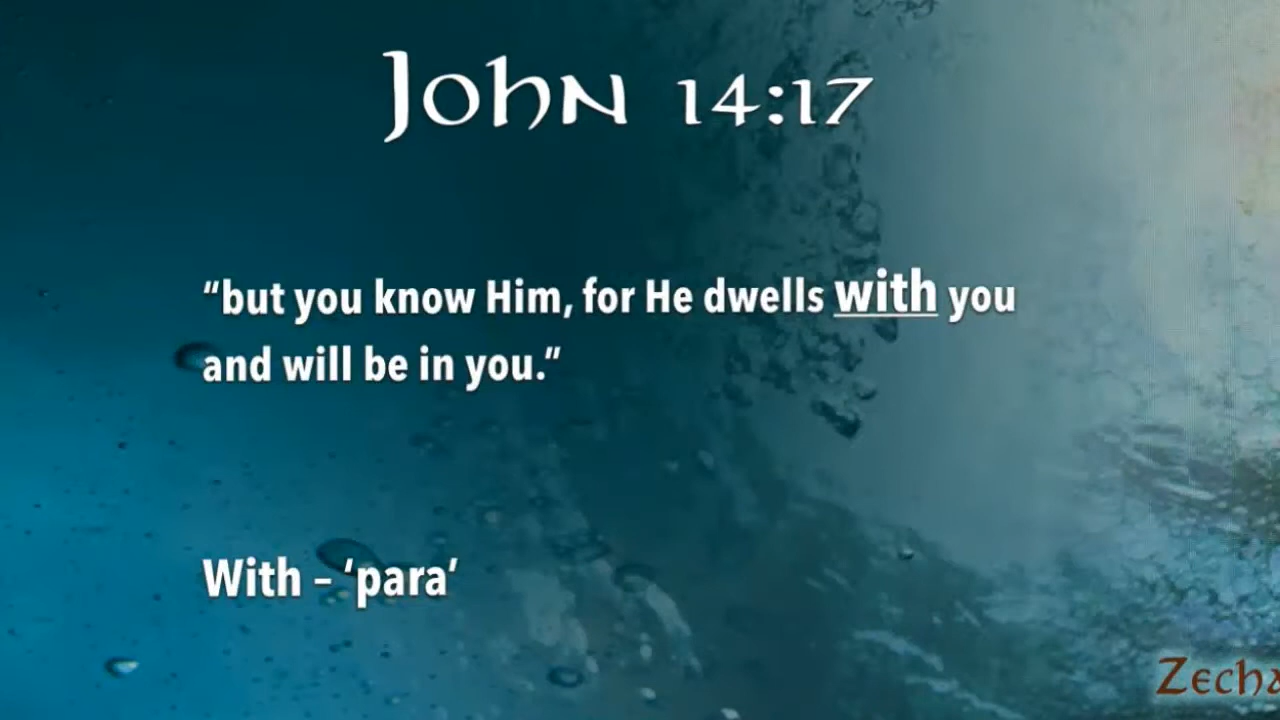 John 14:17
“but you know Him, for He dwells with you
and will be in you.”
With – ‘para’